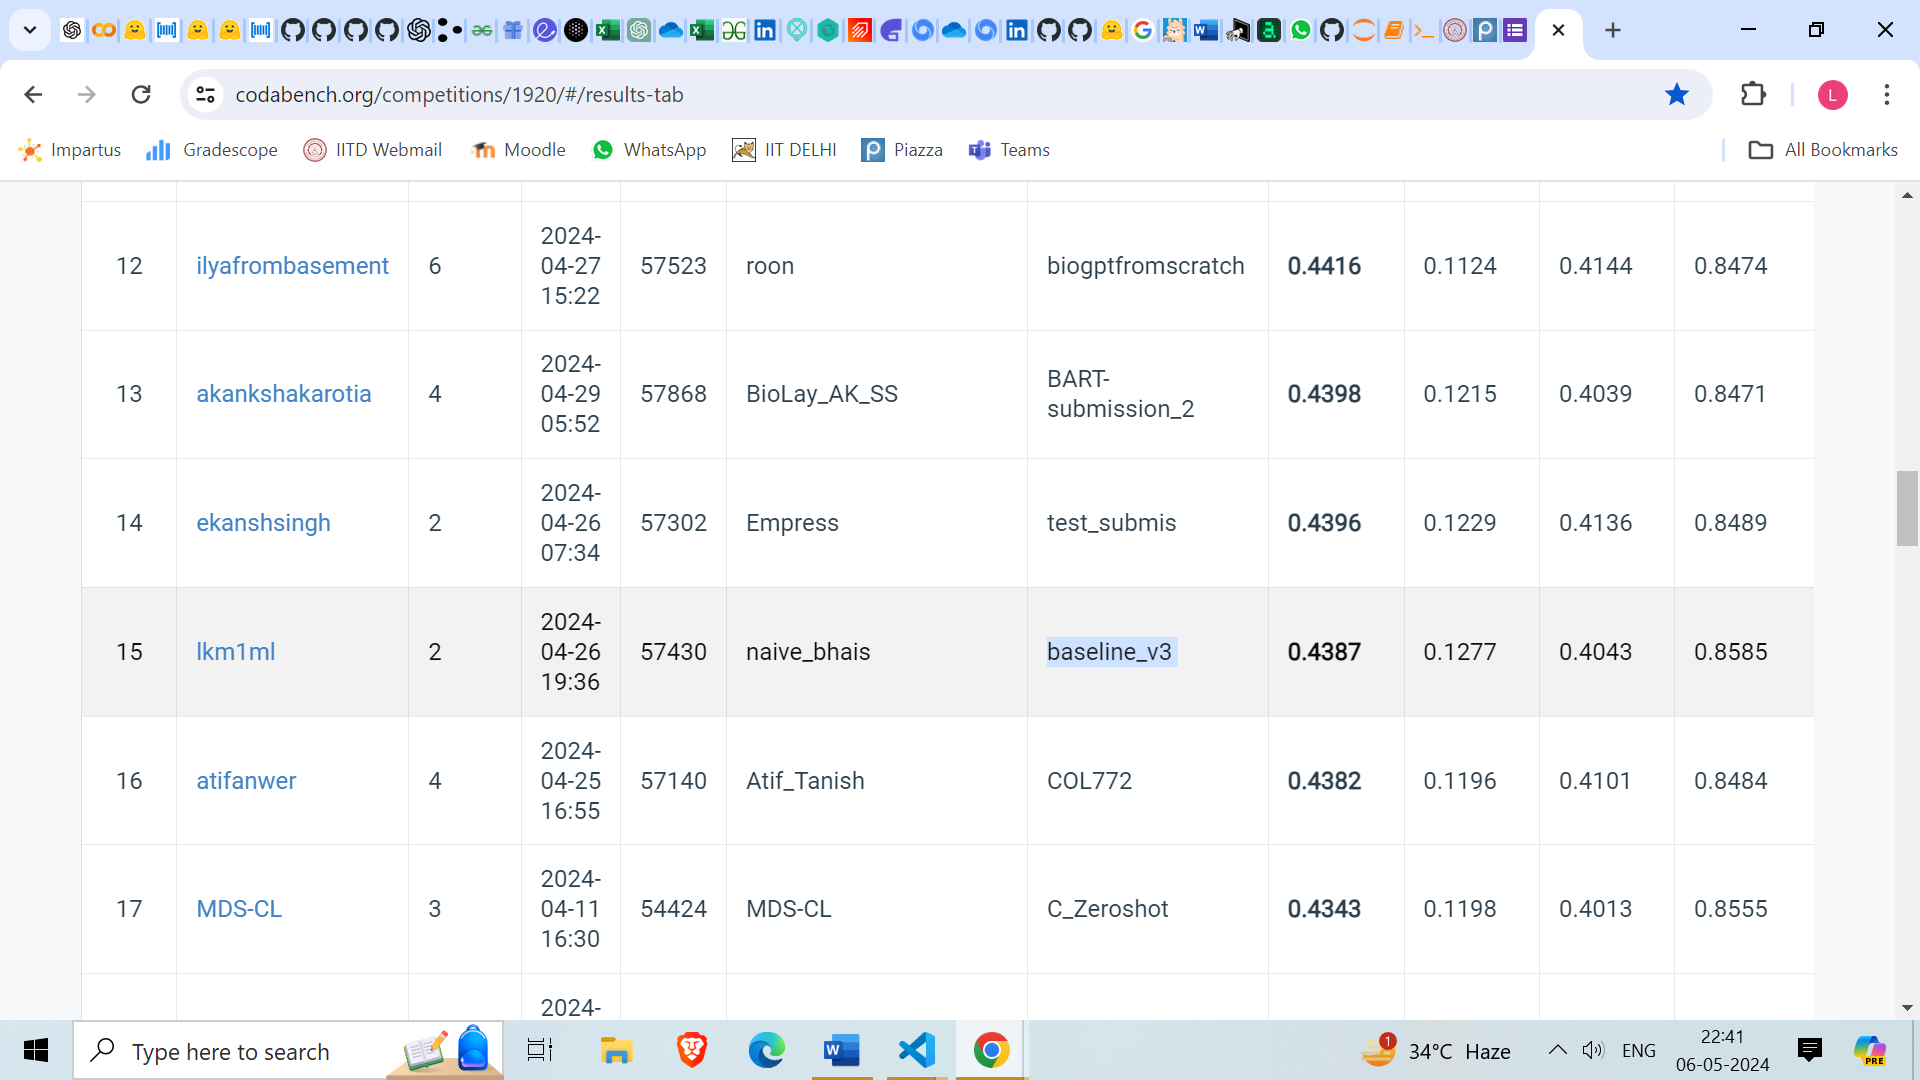 codabench.org/competitions/1920/#/results-tab
L
Impartus Gradescope IITD Webmail Moodle WhatsApp IIT DELHI Piazza Teams All Bookmarks
2024-
12 ilyafrombasement 6 04-27 57523 roon biogptfromscratch 0.4416 0.1124 0.4144 0.8474
15:22
2024-
13 akankshakarotia 4 04-29 57868 BioLay_AK_SS BART- 0.4398 0.1215 0.4039 0.8471
05:52 submission_2
2024-
14 ekanshsingh 2 04-26 57302 Empress test_submis 0.4396 0.1229 0.4136 0.8489
07:34
2024-
15 lkm1ml 2 04-26 57430 naive_bhais baseline_v3 0.4387 0.1277 0.4043 0.8585
19:36
2024-
16 atifanwer 4 04-25 57140 Atif_Tanish COL772 0.4382 0.1196 0.4101 0.8484
16:55
2024-
17 MDS-CL 3 04-11 54424 MDS-CL C_Zeroshot 0.4343 0.1198 0.4013 0.8555
16:30
2024-
Type here to search 1 34°C Haze ENG 22:41
06-05-2024
PRE